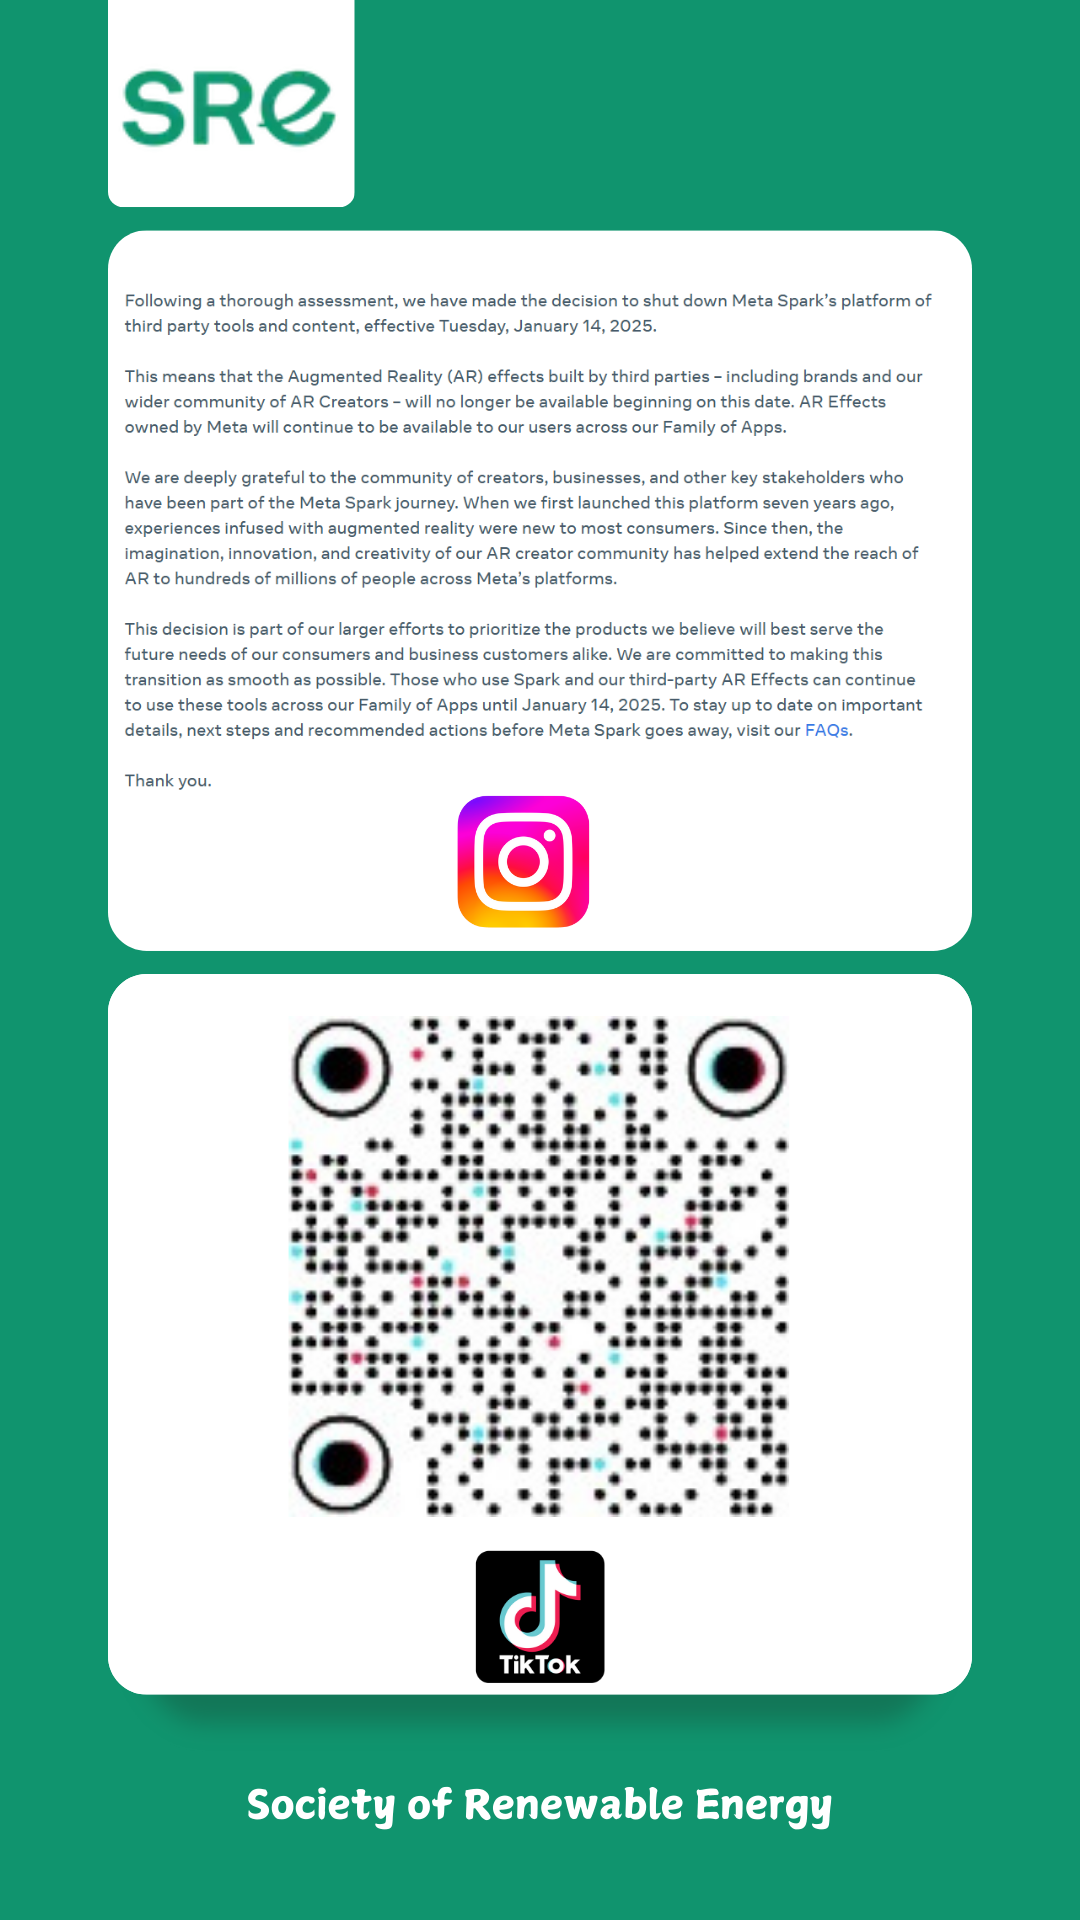 SRe
Following a thorough assessment, we have made the decision to shut down Meta Spark’s platform of
third party tools and content, effective Tuesday, January 14, 2025.
This means that the Augmented Reality (AR) effects built by third parties – including brands and our
wider community of AR Creators – will no longer be available beginning on this date. AR Effects
owned by Meta will continue to be available to our users across our Family of Apps.
We are deeply grateful to the community of creators, businesses, and other key stakeholders who
have been part of the Meta Spark journey. When we first launched this platform seven years ago,
experiences infused with augmented reality were new to most consumers. Since then, the
imagination, innovation, and creativity of our AR creator community has helped extend the reach of
AR to hundreds of millions of people across Meta’s platforms.
This decision is part of our larger efforts to prioritize the products we believe will best serve the
future needs of our consumers and business customers alike. We are committed to making this
transition as smooth as possible. Those who use Spark and our third-party AR Effects can continue
to use these tools across our Family of Apps until January 14, 2025. To stay up to date on important
details, next steps and recommended actions before Meta Spark goes away, visit our FAQs.
Thank you.
TikTok
Society of Renewable Energy